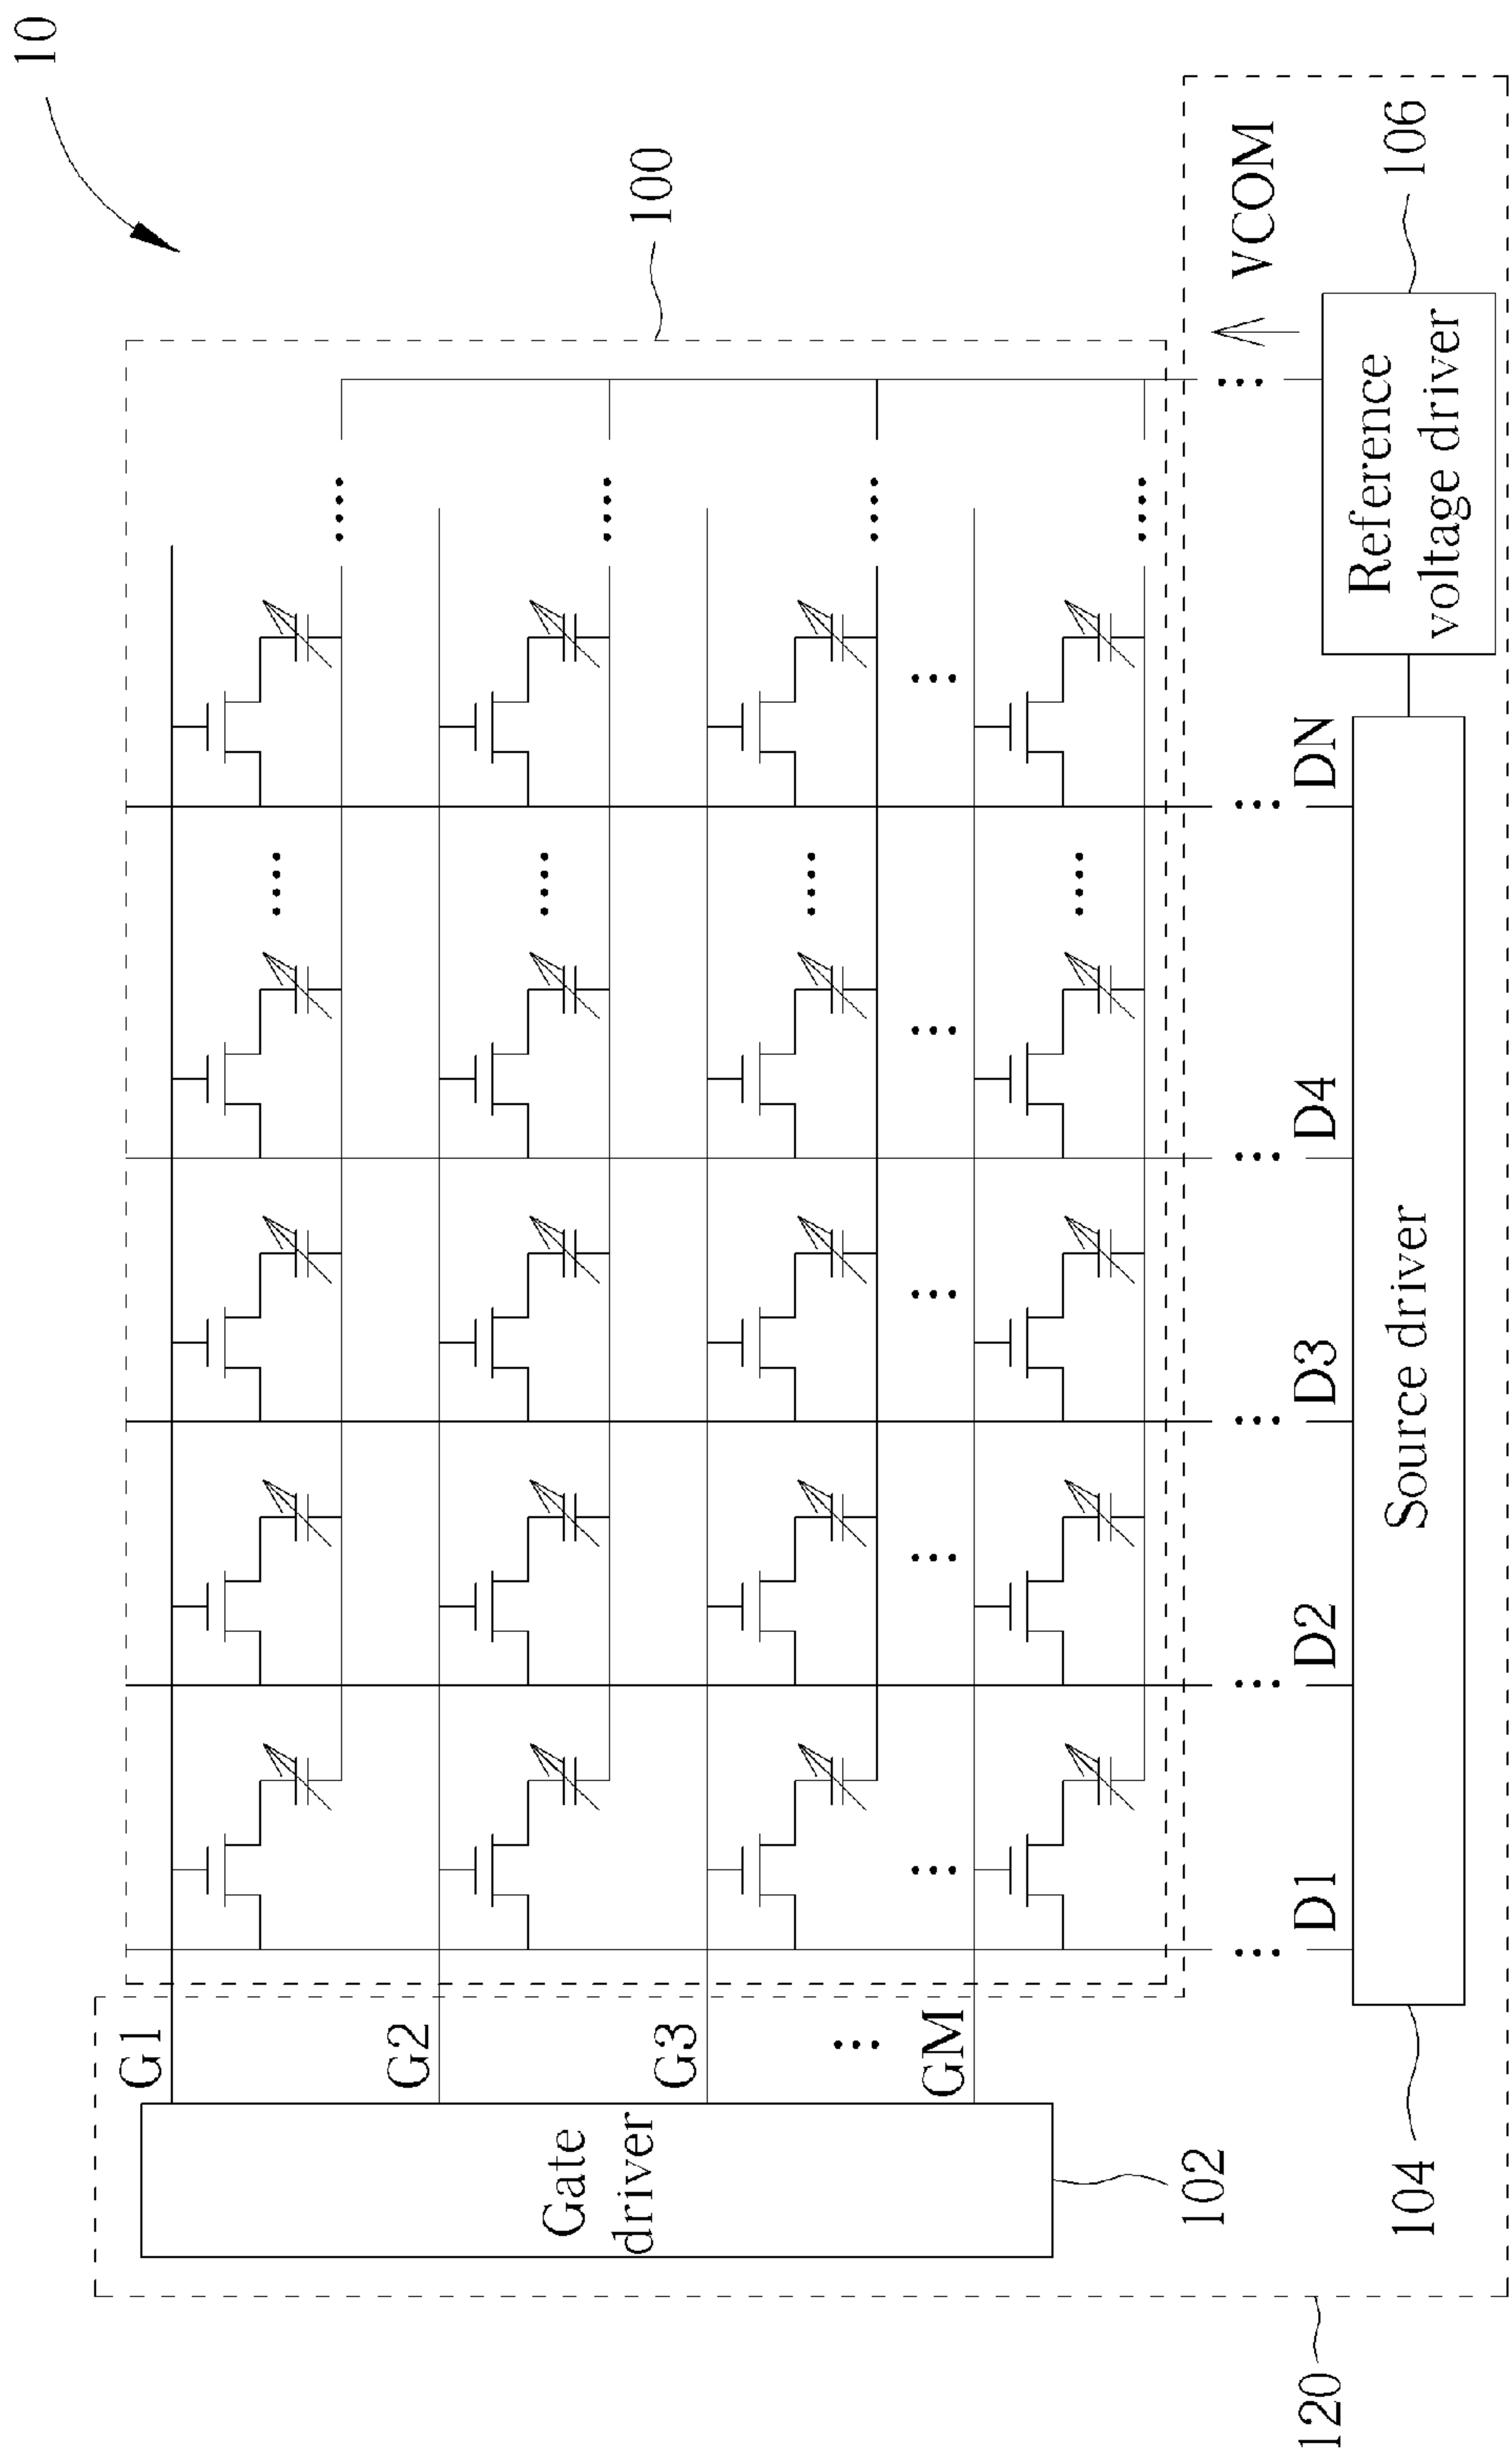 10
100
G1
G2
G3
GM
Gate
driver
102
D1
D2
D3
D4
DN
VCOM
Reference
voltage driver
106
Source driver
104
120